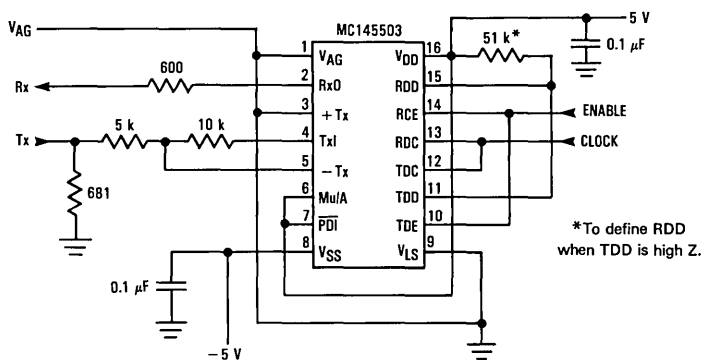 MC145503
VAG
5 V
0.1 µF
51 k*
1 VAG
VDD 16
Rx
600
2 RxO
RDD 15
3 + Tx
RCE 14
ENABLE
Tx
5 k
10 k
4 TxI
RDC 13
CLOCK
5 − Tx
TDC 12
681
6 Mu/A
TDD 11
7 PDI
TDE 10
8 VSS
VLS 9
*To define RDD
when TDD is high Z.
0.1 µF
− 5 V